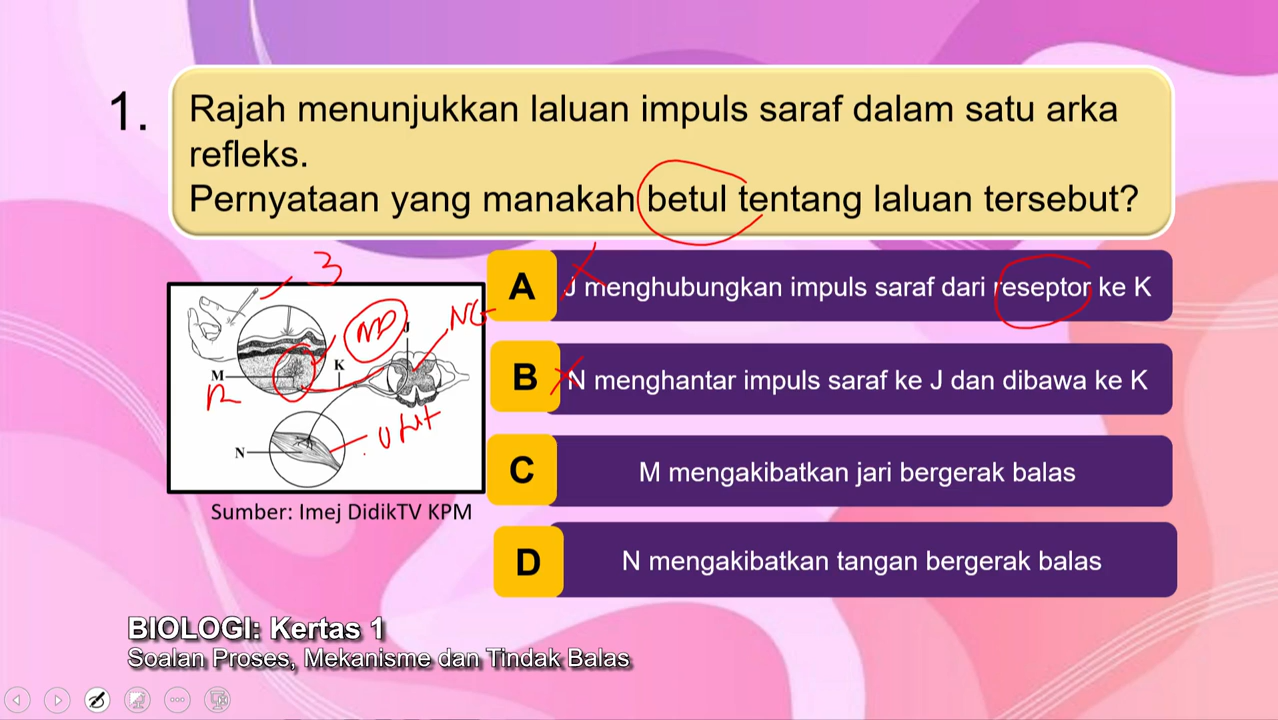 1.
Rajah menunjukkan laluan impuls saraf dalam satu arka
refleks.
Pernyataan yang manakah betul tentang laluan tersebut?
3
NG
J
K
M
R
N
A
J menghubungkan impuls saraf dari reseptor ke K
B
N menghantar impuls saraf ke J dan dibawa ke K
C
M mengakibatkan jari bergerak balas
D
N mengakibatkan tangan bergerak balas
Sumber: Imej DidikTV KPM
BIOLOGI: Kertas 1
Soalan Proses, Mekanisme dan Tindak Balas